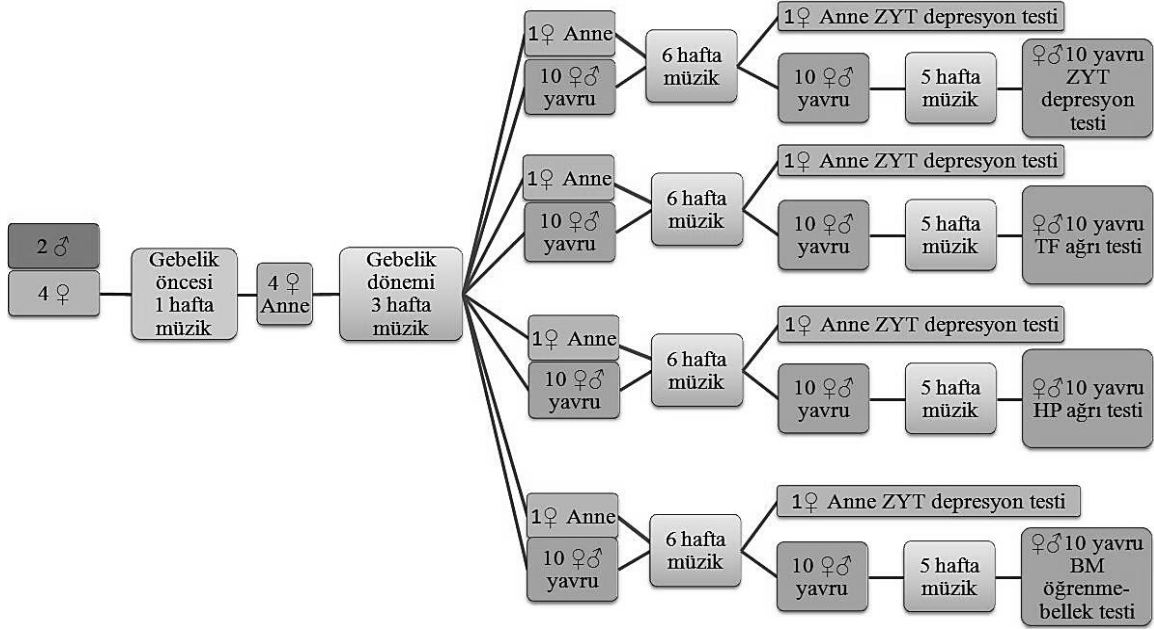 2 ♂
4 ♀
Gebelik
öncesi
1 hafta
müzik
4 ♀
Anne
Gebelik
dönemi
3 hafta
müzik
1♀ Anne
10 ♀♂
yavru
6 hafta
müzik
1♀ Anne ZYT depresyon testi
10 ♀♂
yavru
5 hafta
müzik
♀♂10 yavru
ZYT
depresyon
testi
1♀ Anne
10 ♀♂
yavru
6 hafta
müzik
1♀ Anne ZYT depresyon testi
10 ♀♂
yavru
5 hafta
müzik
♀♂10 yavru
TF ağrı testi
1♀ Anne
10 ♀♂
yavru
6 hafta
müzik
1♀ Anne ZYT depresyon testi
10 ♀♂
yavru
5 hafta
müzik
♀♂10 yavru
HP ağrı testi
1♀ Anne
10 ♀♂
yavru
6 hafta
müzik
1♀ Anne ZYT depresyon testi
10 ♀♂
yavru
5 hafta
müzik
♀♂10 yavru
BM
öğrenme-
bellek testi